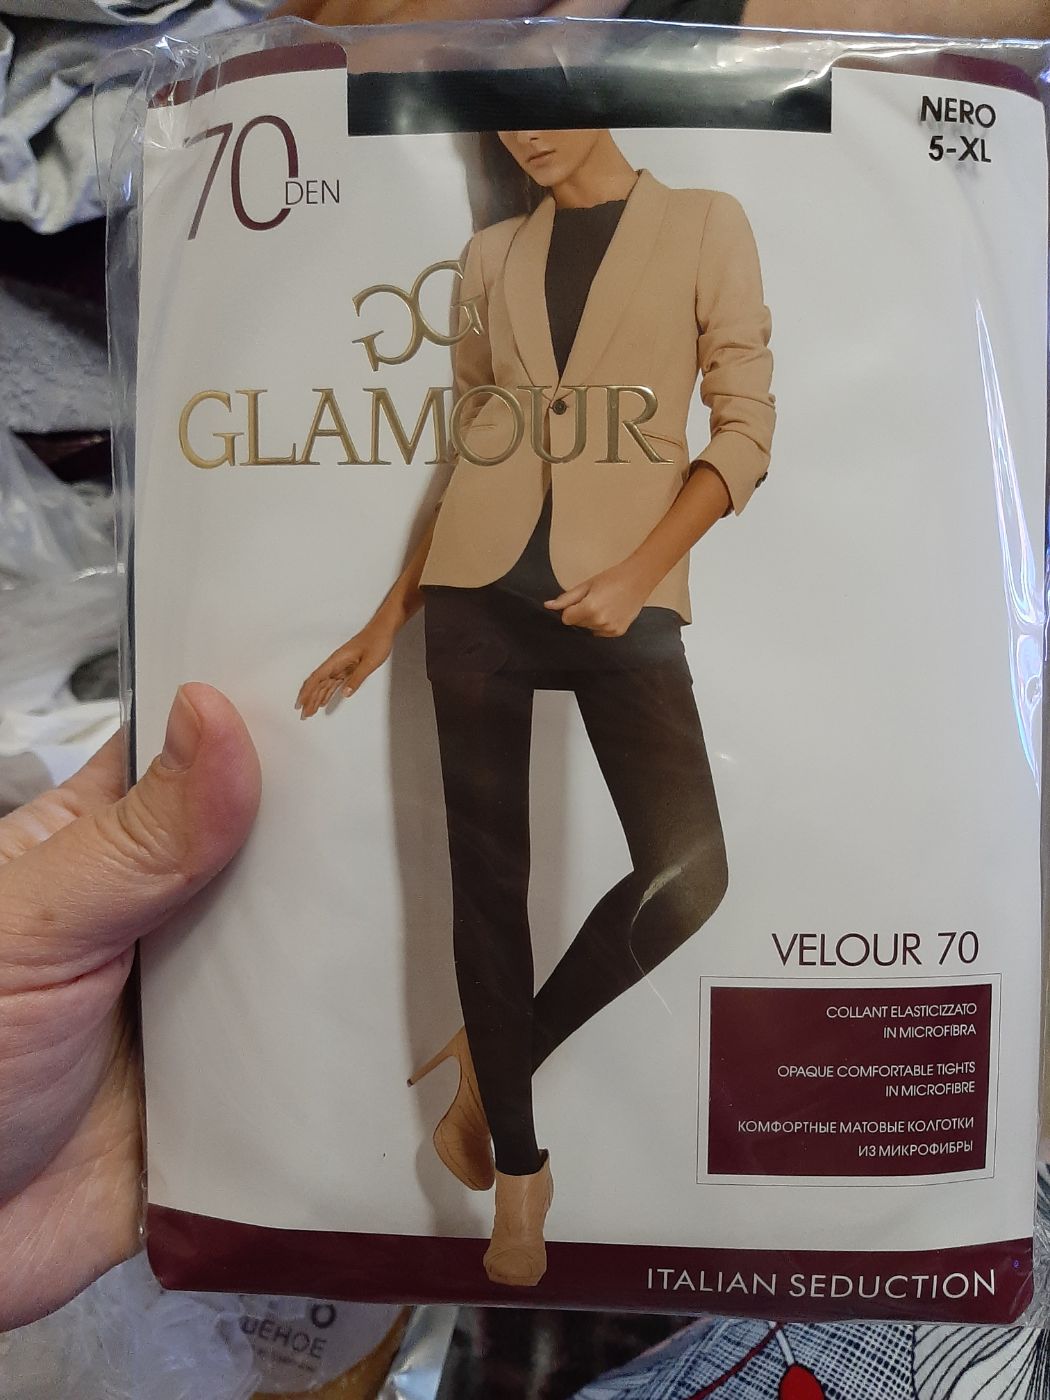 70
DEN
NERO
5-XL
GG
GLAMOUR
VELOUR 70
COLLANT ELASTICIZZATO
IN MICROFIBRA
OPAQUE COMFORTABLE TIGHTS
IN MICROFIBRE
КОМФОРТНЫЕ МАТОВЫЕ КОЛГОТКИ
ИЗ МИКРОФИБРЫ
ITALIAN SEDUCTION